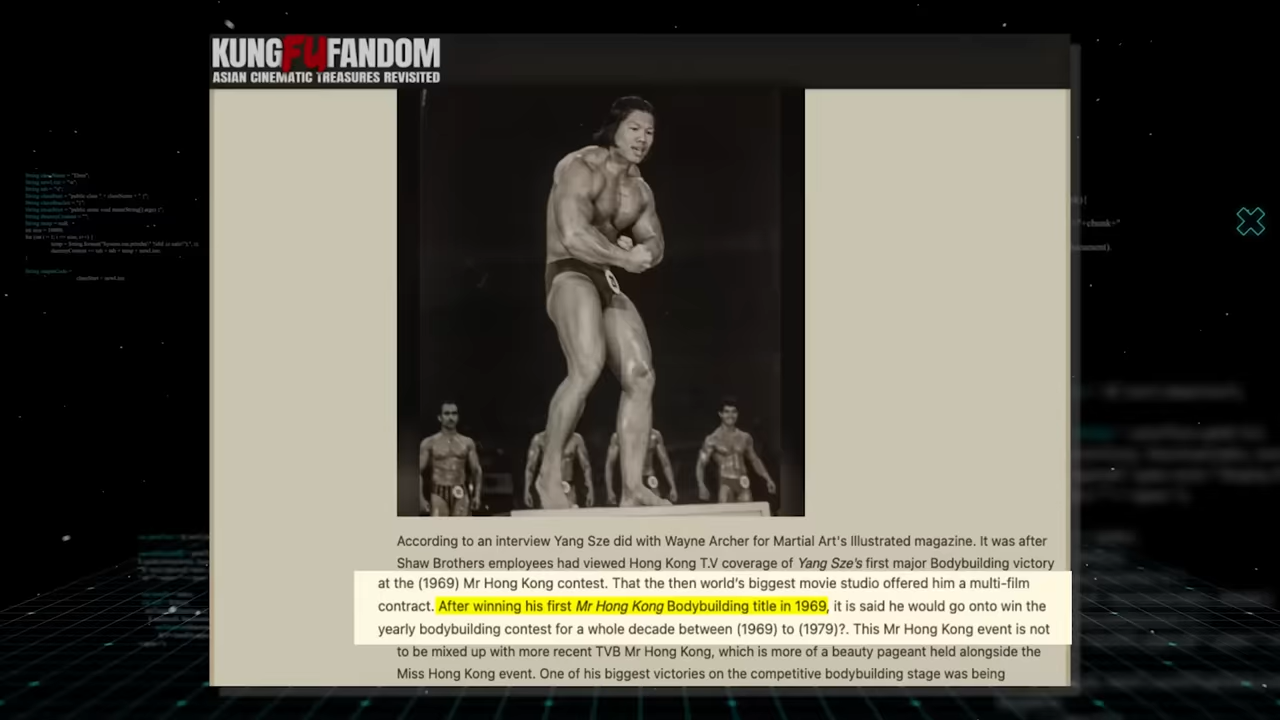 KUNG FU FANDOM
ASIAN CINEMATIC TREASURES REVISITED
According to an interview Yang Sze did with Wayne Archer for Martial Art's Illustrated magazine. It was after
Shaw Brothers employees had viewed Hong Kong T.V coverage of Yang Sze's first major Bodybuilding victory
at the (1969) Mr Hong Kong contest. That the then world's biggest movie studio offered him a multi-film
contract. After winning his first Mr Hong Kong Bodybuilding title in 1969, it is said he would go onto win the
yearly bodybuilding contest for a whole decade between (1969) to (1979)?. This Mr Hong Kong event is not
to be mixed up with more recent TVB Mr Hong Kong, which is more of a beauty pageant held alongside the
Miss Hong Kong event. One of his biggest victories on the competitive bodybuilding stage was being